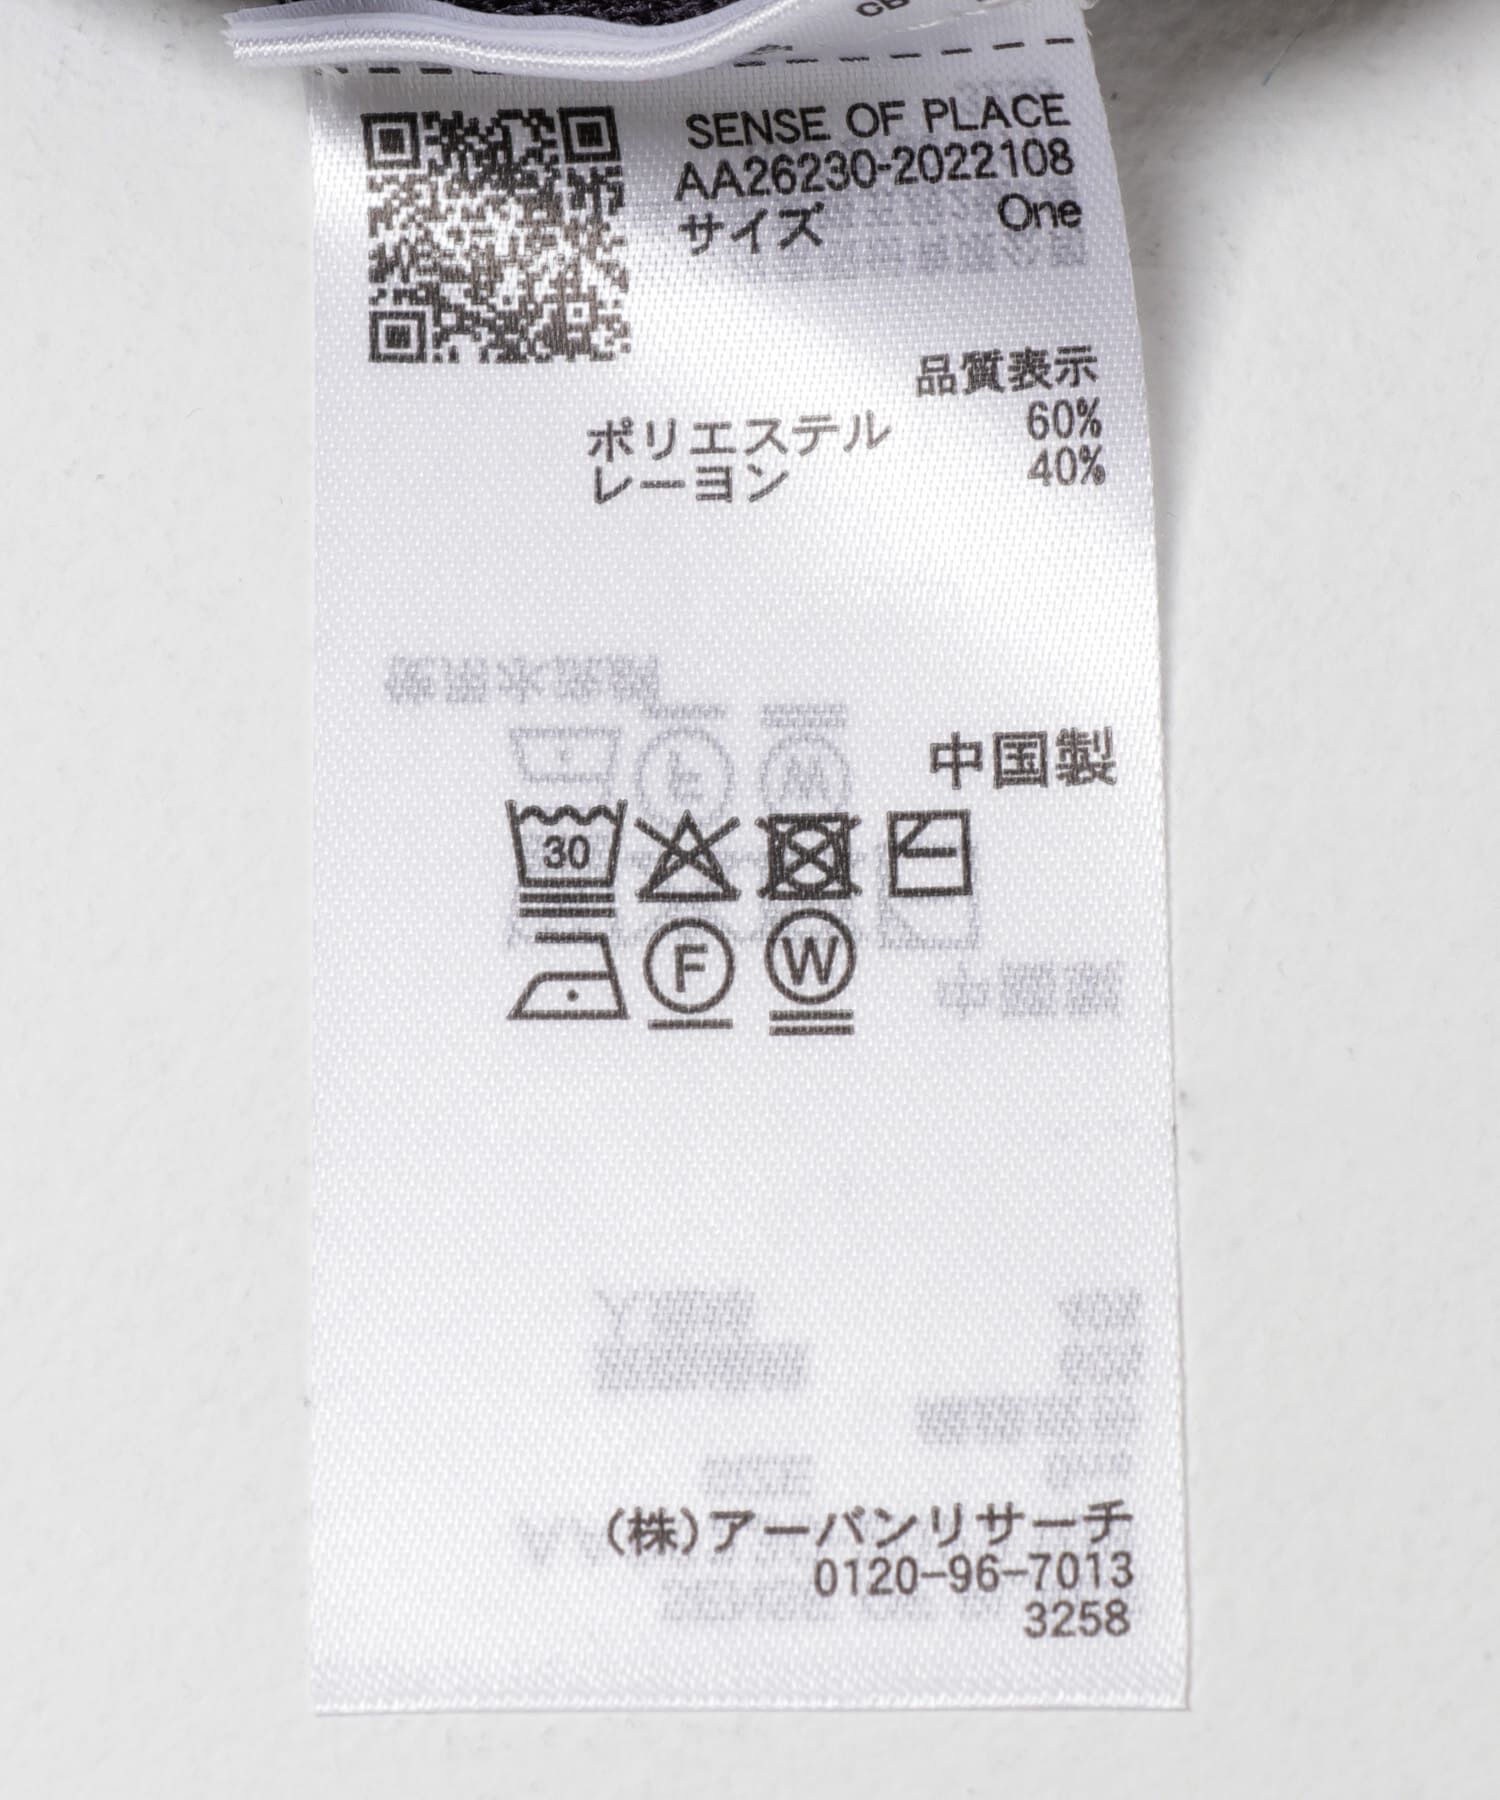 SENSE OF PLACE
AA26230-2022108
サイズ One
品質表示
ポリエステル 60%
レーヨン 40%
中国製
30
F W
(株)アーバンリサーチ
0120-96-7013
3258